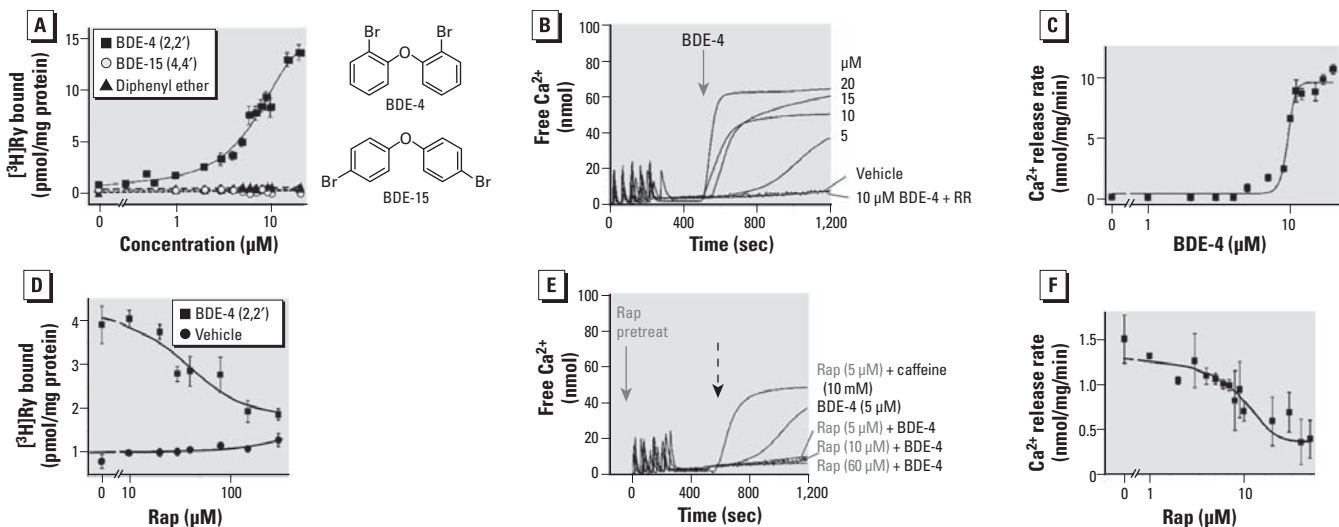 A
[³H]Ry bound
(pmol/mg protein)
15
10
5
0
BDE-4 (2,2′)
BDE-15 (4,4′)
Diphenyl ether
0
1
10
Concentration (µM)
Br
Br
O
BDE-4
O
Br
Br
BDE-15
B
Free Ca²⁺
(nmol)
100
80
60
40
20
0
BDE-4
µM
20
15
10
5
Vehicle
10 µM BDE-4 + RR
0
400
800
1,200
Time (sec)
C
Ca²⁺ release rate
(nmol/mg/min)
15
10
5
0
0
1
10
BDE-4 (µM)
D
[³H]Ry bound
(pmol/mg protein)
4
3
2
1
BDE-4 (2,2′)
Vehicle
0
10
100
Rap (µM)
E
Free Ca²⁺
(nmol)
100
80
60
40
20
0
Rap
pretreat
Rap (5 µM) + caffeine
(10 mM)
BDE-4 (5 µM)
Rap (5 µM) + BDE-4
Rap (10 µM) + BDE-4
Rap (60 µM) + BDE-4
0
400
800
1,200
Time (sec)
F
Ca²⁺ release rate
(nmol/mg/min)
2.0
1.5
1.0
0.5
0
0
1
10
Rap (µM)